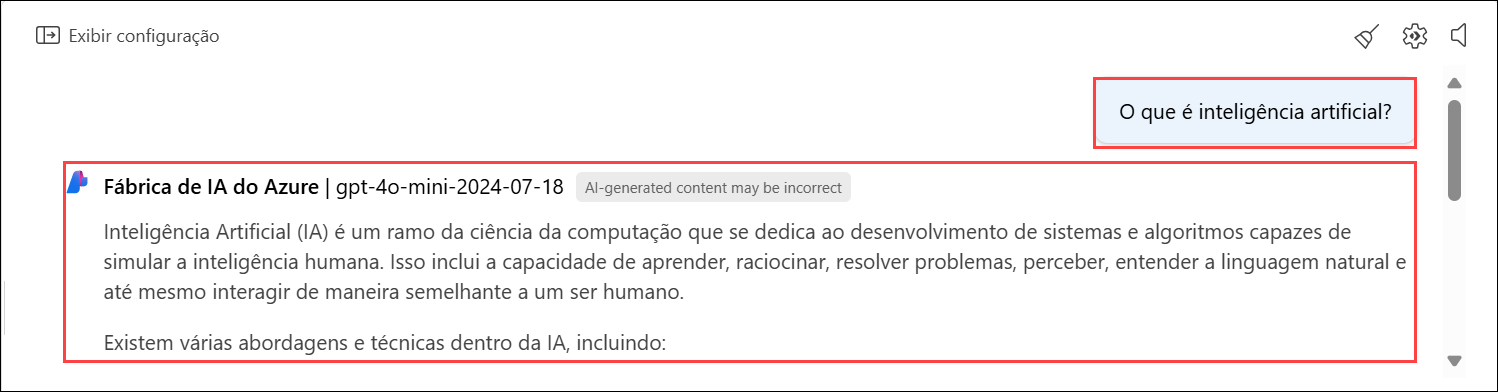 Exibir configuração
O que é inteligência artificial?
Fábrica de IA do Azure | gpt-4o-mini-2024-07-18 AI-generated content may be incorrect
Inteligência Artificial (IA) é um ramo da ciência da computação que se dedica ao desenvolvimento de sistemas e algoritmos capazes de
simular a inteligência humana. Isso inclui a capacidade de aprender, raciocinar, resolver problemas, perceber, entender a linguagem natural e
até mesmo interagir de maneira semelhante a um ser humano.
Existem várias abordagens e técnicas dentro da IA, incluindo: